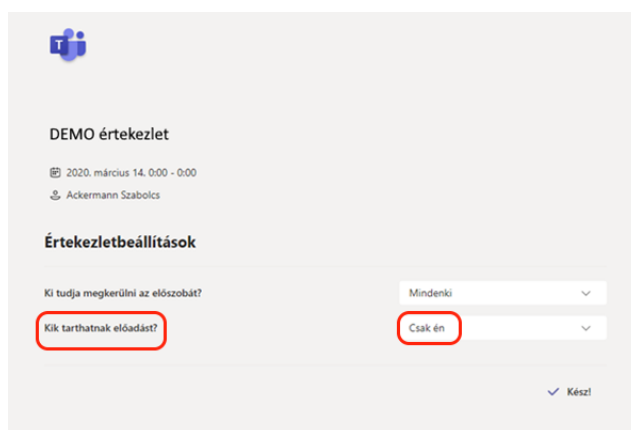 T
DEMO értekezlet
2020. március 14. 0:00 - 0:00
Ackermann Szabolcs
Értekezletbeállítások
Ki tudja megkerülni az előszobát? Mindenki
Kik tarthatnak előadást? Csak én
Kész!